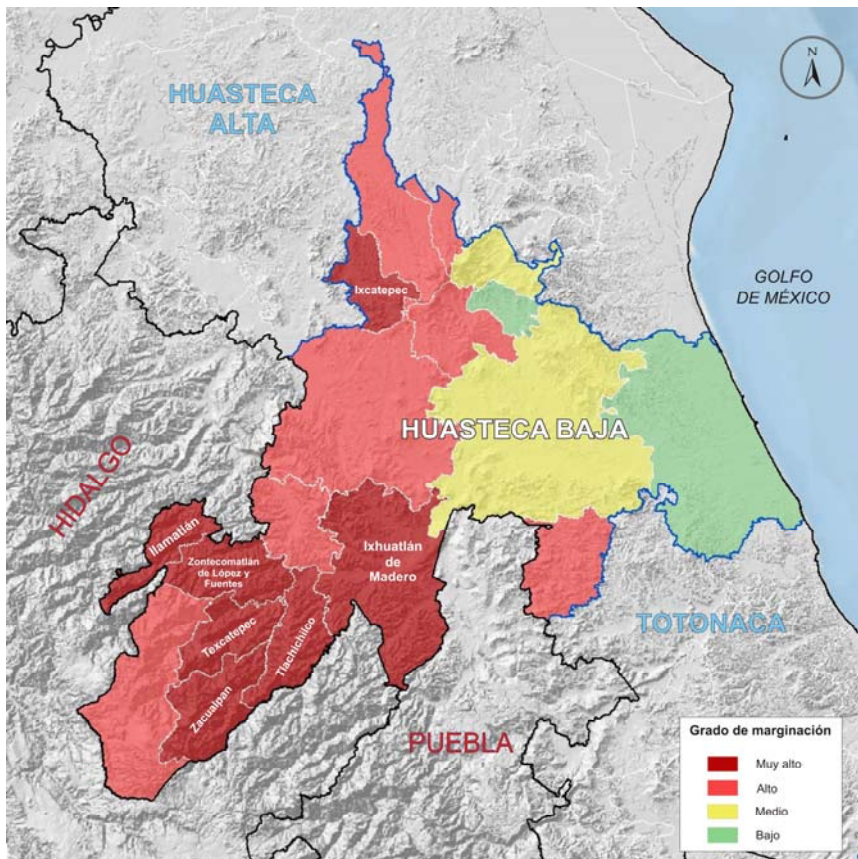 N
HUASTECA
ALTA
GOLFO
DE MÉXICO
Ixcatepec
HUASTECA BAJA
HIDALGO
Ilamatlán
Zontecomatlán
de López y
Fuentes
Ixhuatlán
de
Madero
Texcatepec
Tlachichilco
Zacualpan
TOTONACA
PUEBLA
Grado de marginación
Muy alto
Alto
Medio
Bajo